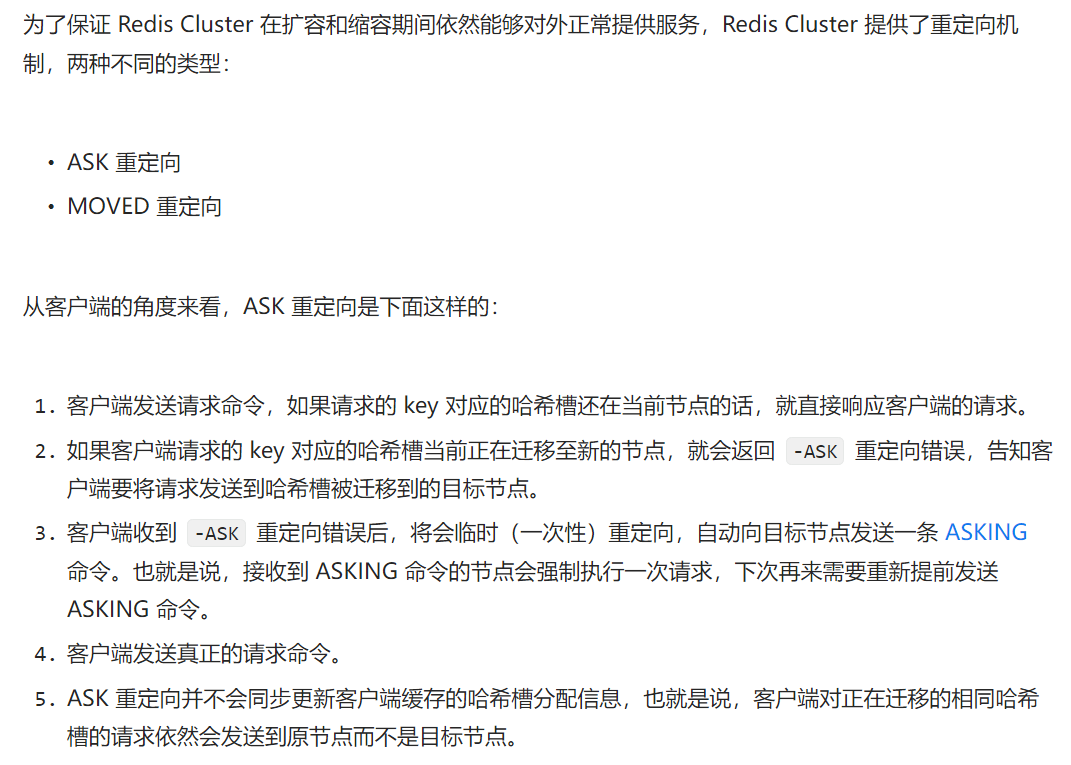 为了保证 Redis Cluster 在扩容和缩容期间依然能够对外正常提供服务，Redis Cluster 提供了重定向机
制，两种不同的类型：
• ASK 重定向
• MOVED 重定向
从客户端的角度来看，ASK 重定向是下面这样的：
1. 客户端发送请求命令，如果请求的 key 对应的哈希槽还在当前节点的话，就直接响应客户端的请求。
2. 如果客户端请求的 key 对应的哈希槽当前正在迁移至新的节点，就会返回 -ASK 重定向错误，告知客
户端要将请求发送到哈希槽被迁移到的目标节点。
3. 客户端收到 -ASK 重定向错误后，将会临时（一次性）重定向，自动向目标节点发送一条 ASKING
命令。也就是说，接收到 ASKING 命令的节点会强制执行一次请求，下次再来需要重新提前发送
ASKING 命令。
4. 客户端发送真正的请求命令。
5. ASK 重定向并不会同步更新客户端缓存的哈希槽分配信息，也就是说，客户端对正在迁移的相同哈希
槽的请求依然会发送到原节点而不是目标节点。